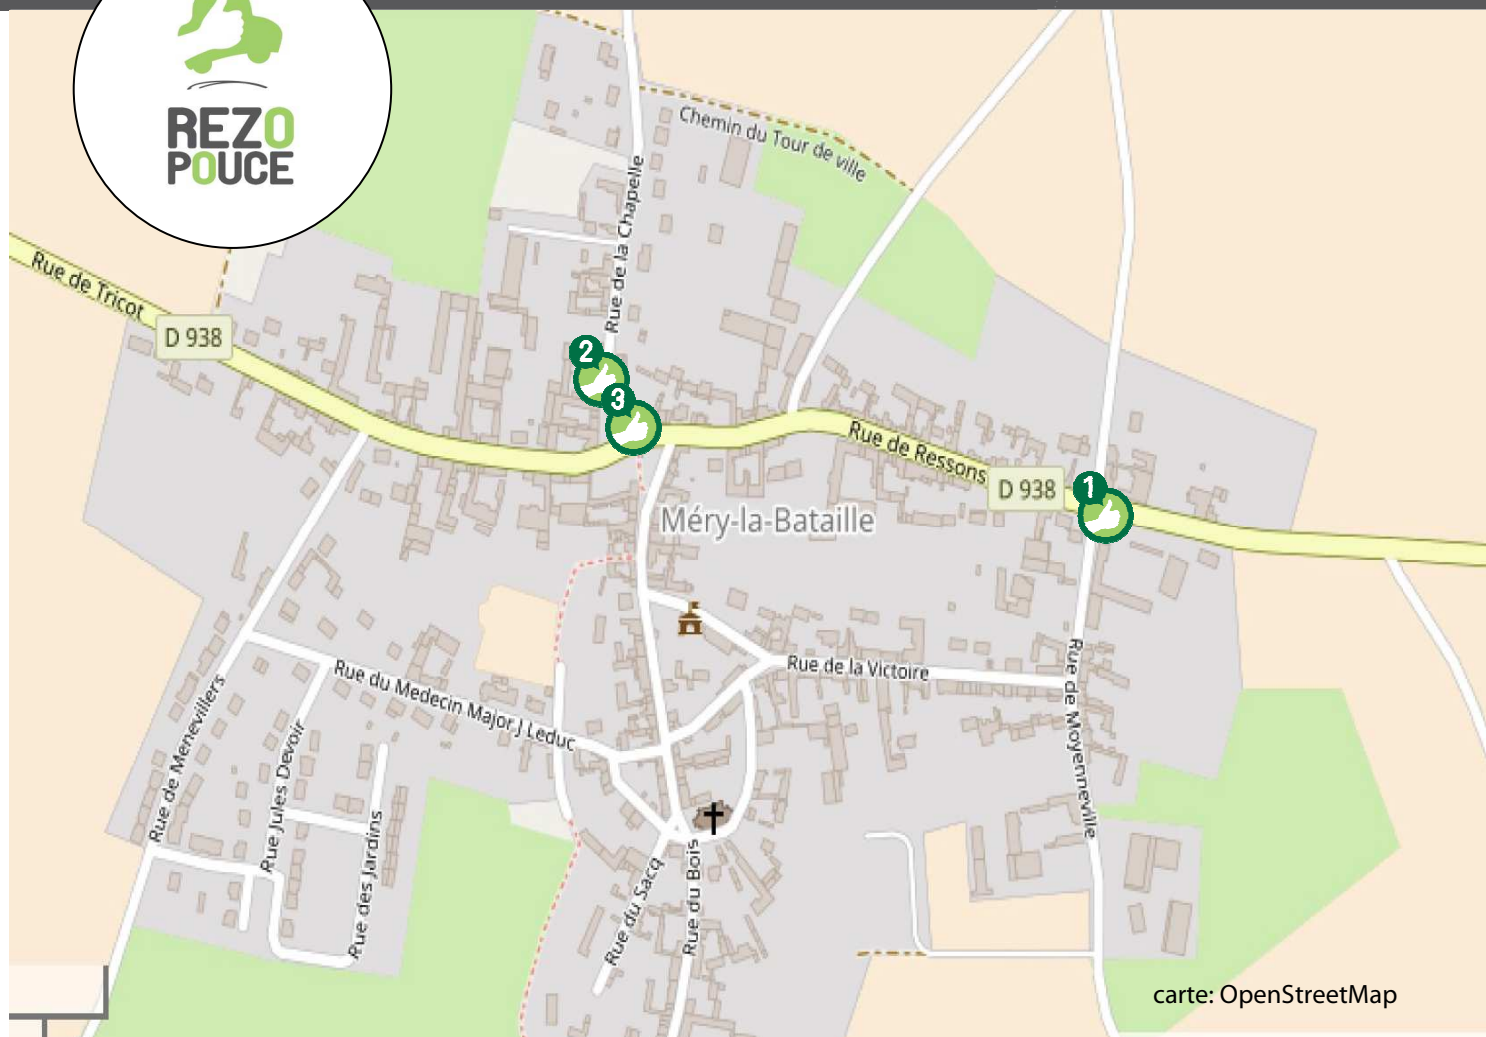 REZO
POUCE
Chemin du Tour de ville
Rue de la Chapelle
Rue de Tricot
D 938
2
3
Rue de Ressons
D 938
1
Méry-la-Bataille
Rue de la Victoire
Rue du Medecin Major J Leduc
Rue de Menevillers
Rue Jules Devoir
Rue des Jardins
Rue de Moyenneville
Rue du Sacq
Rue du Bois
carte: OpenStreetMap